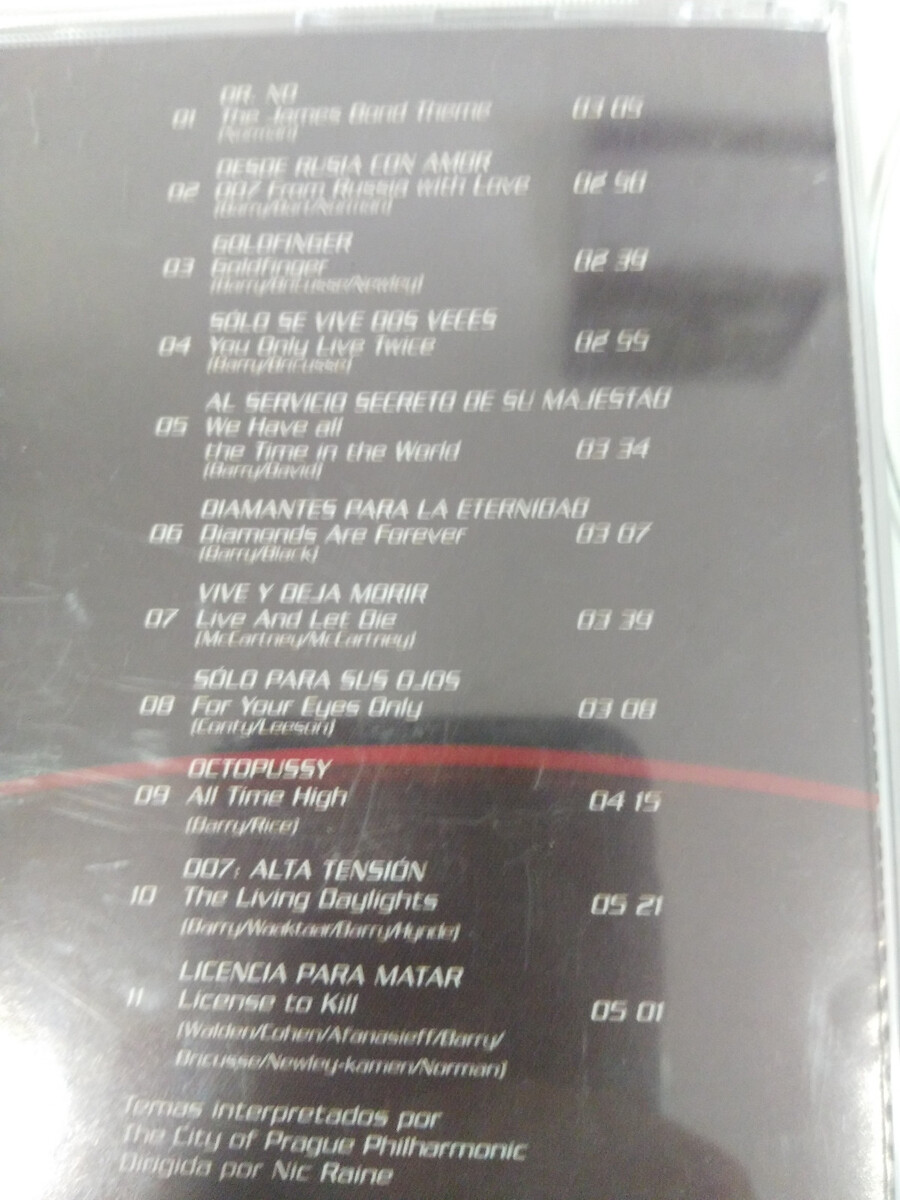 DR. NO
01 The James Bond Theme 03 05
(Norman)
DESDE RUSIA CON AMOR
02 007 From Russia with Love 02 50
(Barry/Bart/Norman)
GOLDFINGER
03 Goldfinger 02 39
(Barry/Bricusse/Newley)
SÓLO SE VIVE DOS VECES
04 You Only Live Twice 02 55
(Barry/Bricusse)
AL SERVICIO SECRETO DE SU MAJESTAD
05 We Have all
the Time in the World 03 34
(Barry/David)
DIAMANTES PARA LA ETERNIDAD
06 Diamonds Are Forever 03 07
(Barry/Black)
VIVE Y DEJA MORIR
07 Live And Let Die 03 39
(McCartney/McCartney)
SÓLO PARA SUS OJOS
08 For Your Eyes Only 03 08
(Conty/Leeson)
OCTOPUSSY
09 All Time High 04 15
(Barry/Rice)
007: ALTA TENSIÓN
10 The Living Daylights 05 21
(Barry/Waaktaar/Barry/Hynde)
LICENCIA PARA MATAR
11 License to Kill 05 01
(Walden/Cohen/Afanasieff/Barry/
Bricusse/Newley-kamen/Norman)
Temas interpretados por
The City of Prague Philharmonic
Dirigida por Nic Raine